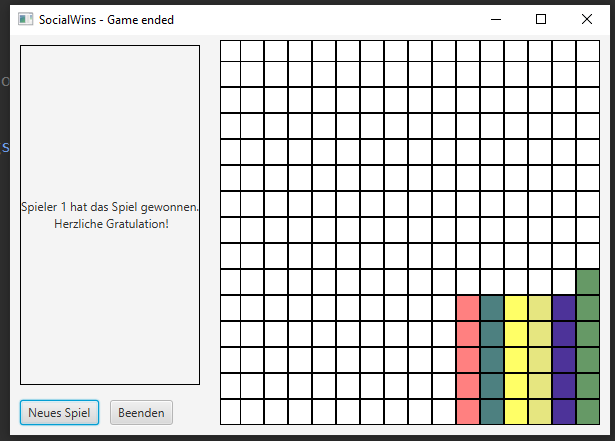 SocialWins - Game ended
Spieler 1 hat das Spiel gewonnen.
Herzliche Gratulation!
Neues Spiel
Beenden